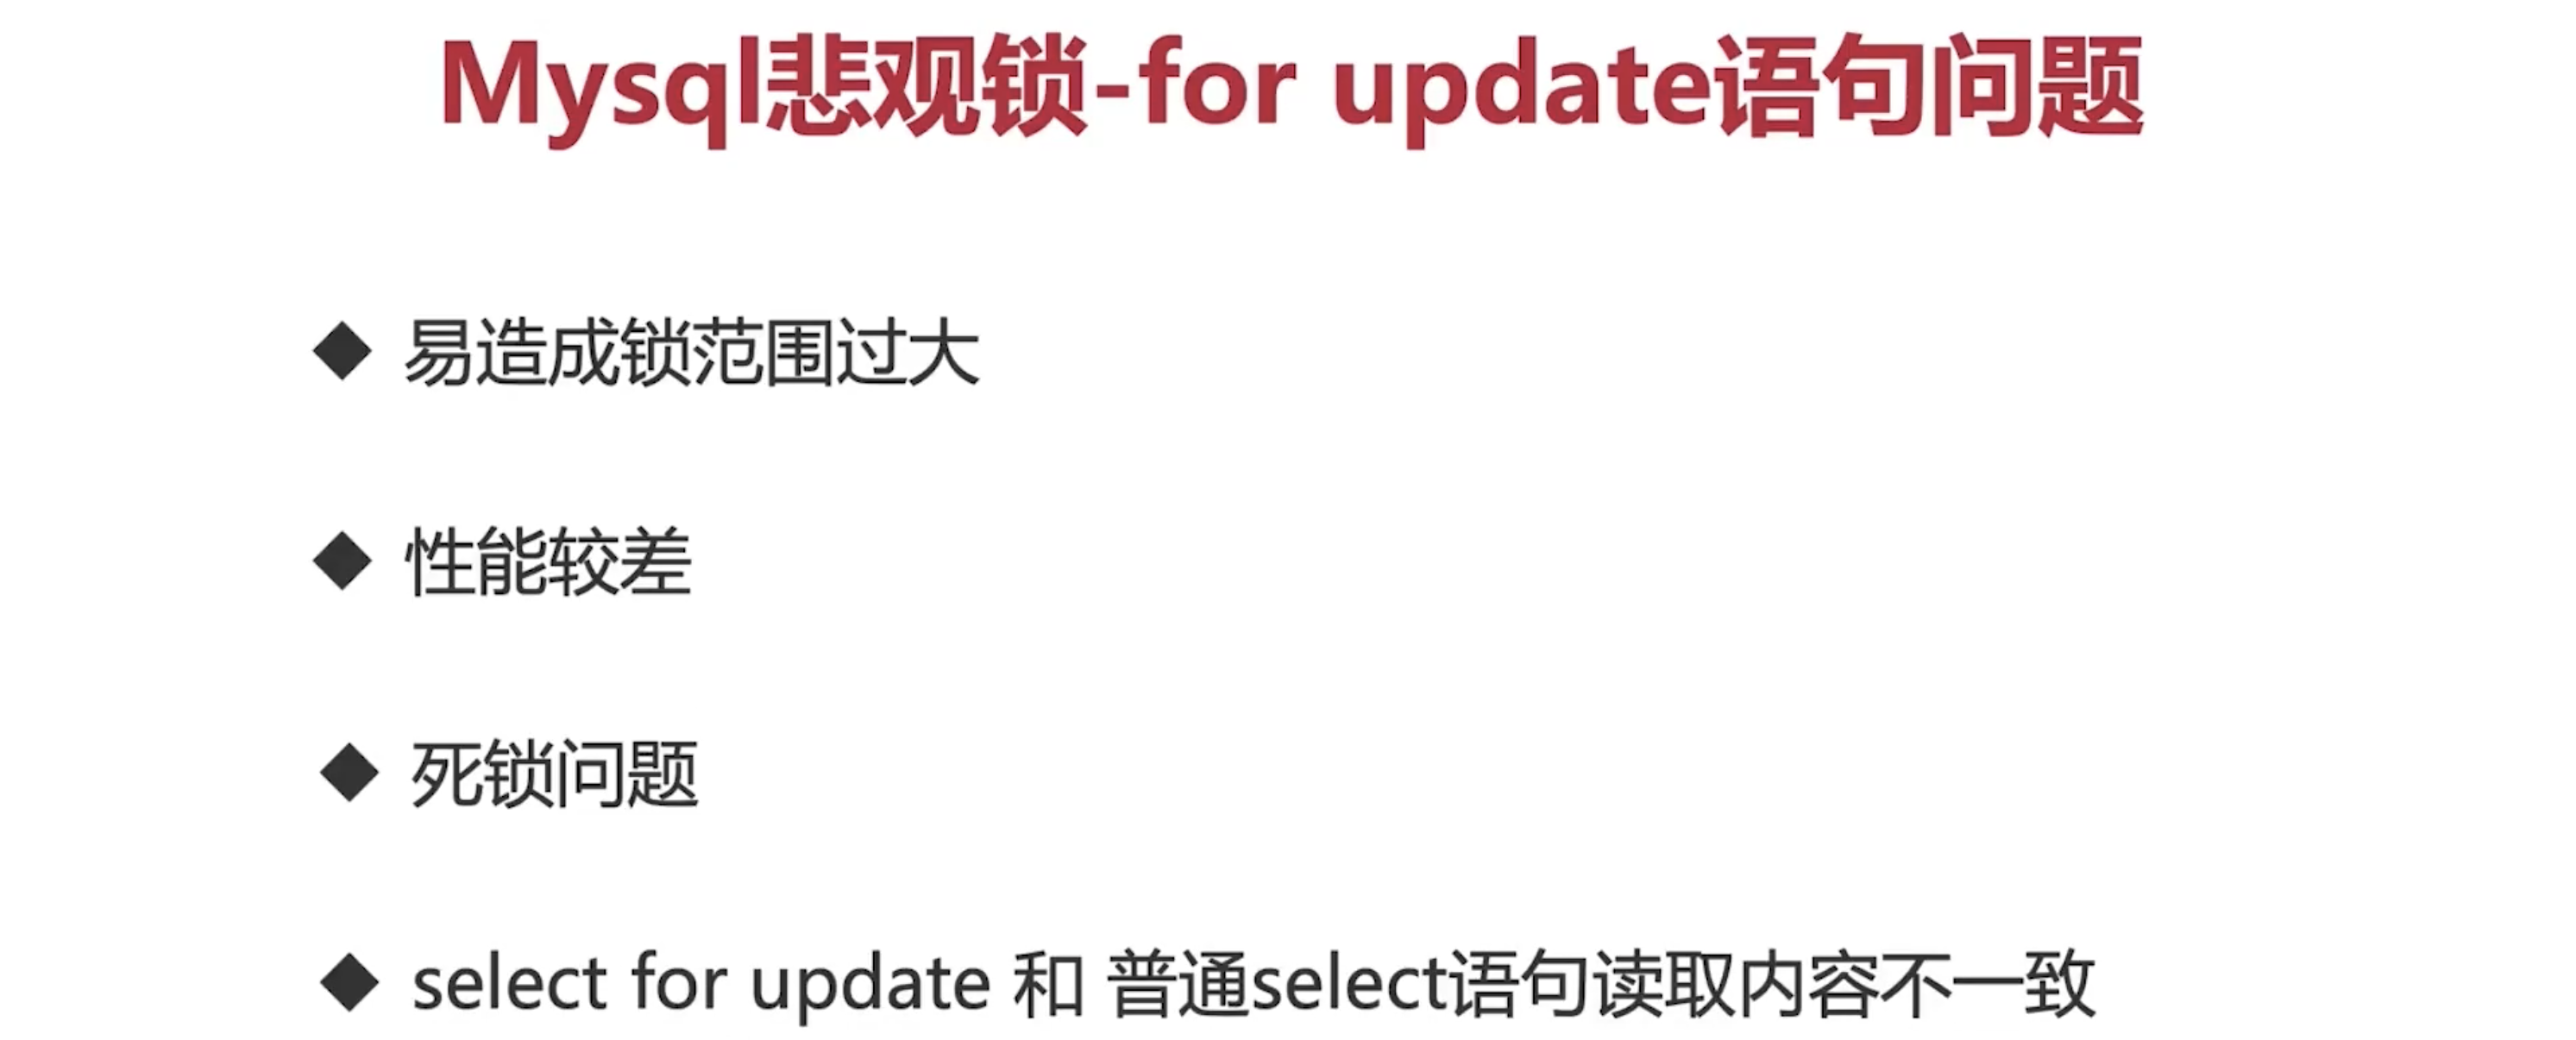 Mysql悲观锁-for update语句问题
◆ 易造成锁范围过大
◆ 性能较差
◆ 死锁问题
◆ select for update 和 普通select语句读取内容不一致